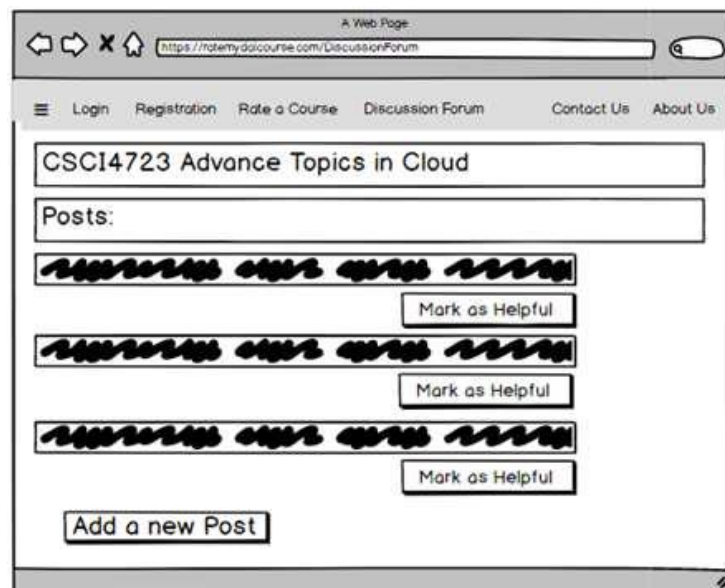 A Web Page
https://ratemydalcourse.com/DiscussionForum
Login Registration Rate a Course Discussion Forum Contact Us About Us
CSCI4723 Advance Topics in Cloud
Posts:
Mark as Helpful
Mark as Helpful
Mark as Helpful
Add a new Post